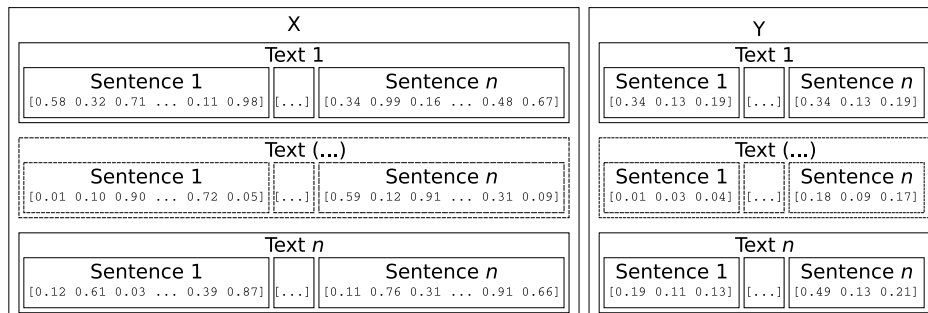 X
Text 1
Sentence 1
[0.58 0.32 0.71 ... 0.11 0.98]
[...]
Sentence n
[0.34 0.99 0.16 ... 0.48 0.67]
Text (...)
Sentence 1
[0.01 0.10 0.90 ... 0.72 0.05]
[...]
Sentence n
[0.59 0.12 0.91 ... 0.31 0.09]
Text n
Sentence 1
[0.12 0.61 0.03 ... 0.39 0.87]
[...]
Sentence n
[0.11 0.76 0.31 ... 0.91 0.66]
Y
Text 1
Sentence 1
[0.34 0.13 0.19]
[...]
Sentence n
[0.34 0.13 0.19]
Text (...)
Sentence 1
[0.01 0.03 0.04]
[...]
Sentence n
[0.18 0.09 0.17]
Text n
Sentence 1
[0.19 0.11 0.13]
[...]
Sentence n
[0.49 0.13 0.21]